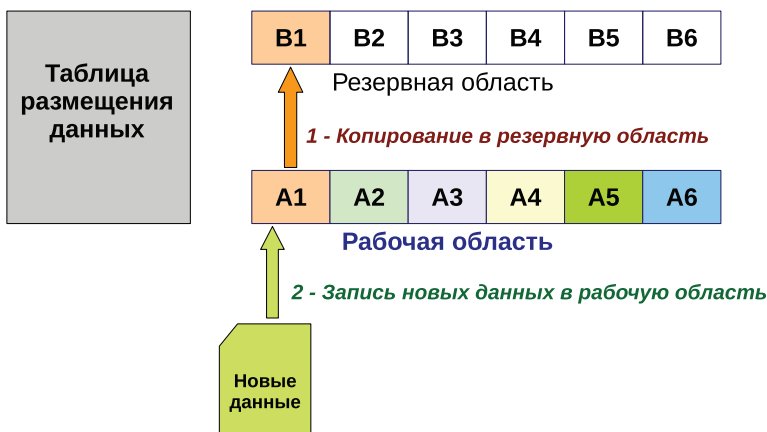 Таблица
размещения
данных
B1 B2 B3 B4 B5 B6
Резервная область
1 - Копирование в резервную область
A1 A2 A3 A4 A5 A6
Рабочая область
2 - Запись новых данных в рабочую область
Новые
данные